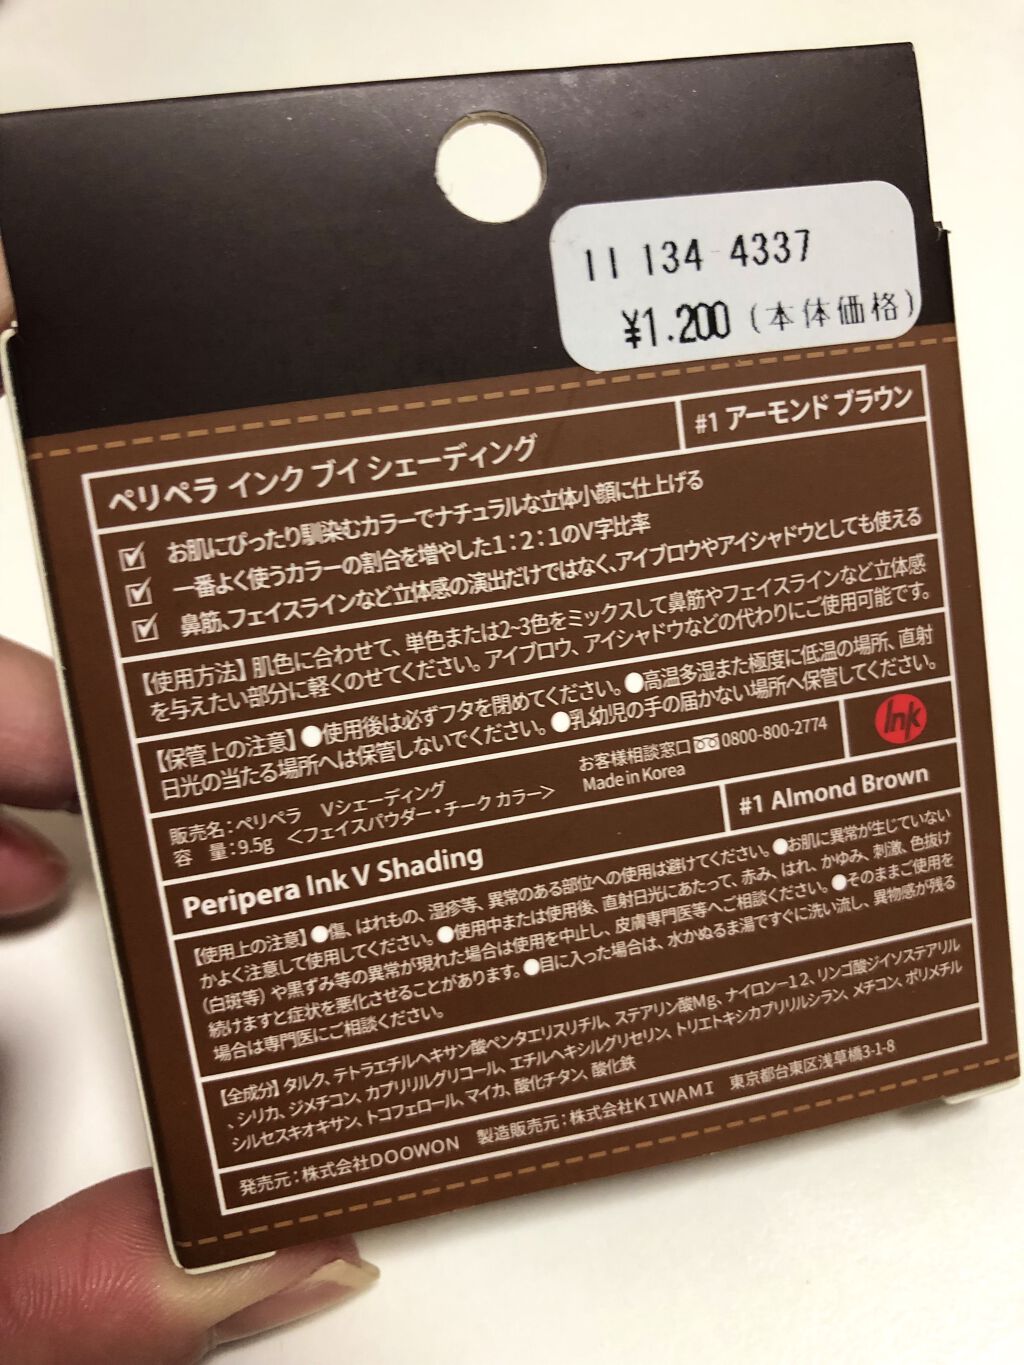 11 134 4337
¥1.200 (本体価格)
ペリペラ インク ブイ シェーディング
#1 アーモンド ブラウン
お肌にぴったり馴染むカラーでナチュラルな立体小顔に仕上げる
一番よく使うカラーの割合を増やした1:2:1のV字比率
鼻筋、フェイスラインなど立体感の演出だけではなく、アイブロウやアイシャドウとしても使える
【使用方法】肌色に合わせて、単色または2~3色をミックスして鼻筋やフェイスラインなど立体感
を与えたい部分に軽くのせてください。アイブロウ、アイシャドウなどの代わりにご使用可能です。
【保管上の注意】●使用後は必ずフタを閉めてください。●高温多湿また極度に低温の場所、直射
日光の当たる場所へは保管しないでください。●乳幼児の手の届かない場所へ保管してください。
販売名:ペリペラ Vシェーディング
容 量:9.5g <フェイスパウダー・チーク カラー>
お客様相談窓口 0800-800-2774
Made in Korea
Ink
Peripera Ink V Shading
#1 Almond Brown
【使用上の注意】●傷、はれもの、湿疹等、異常のある部位への使用は避けてください。●お肌に異常が生じていない
かよく注意して使用してください。●使用中または使用後、直射日光にあたって、赤み、はれ、かゆみ、刺激、色抜け
(白斑等)や黒ずみ等の異常が現れた場合は使用を中止し、皮膚専門医等へご相談ください。●そのままご使用を
続けますと症状を悪化させることがあります。●目に入った場合は、水かぬるま湯ですぐに洗い流し、異物感が残る
場合は専門医にご相談ください。
【全成分】タルク、テトラエチルヘキサン酸ペンタエリスリチル、ステアリン酸Mg、ナイロン-12、リンゴ酸ジイソステアリル
、シリカ、ジメチコン、カプリリルグリコール、エチルヘキシルグリセリン、トリエトキシカプリリルシラン、メチコン、ポリメチル
シルセスキオキサン、トコフェロール、マイカ、酸化チタン、酸化鉄
発売元:株式会社DOOWON 製造販売元:株式会社KIWAMI 東京都台東区浅草橋3-1-8